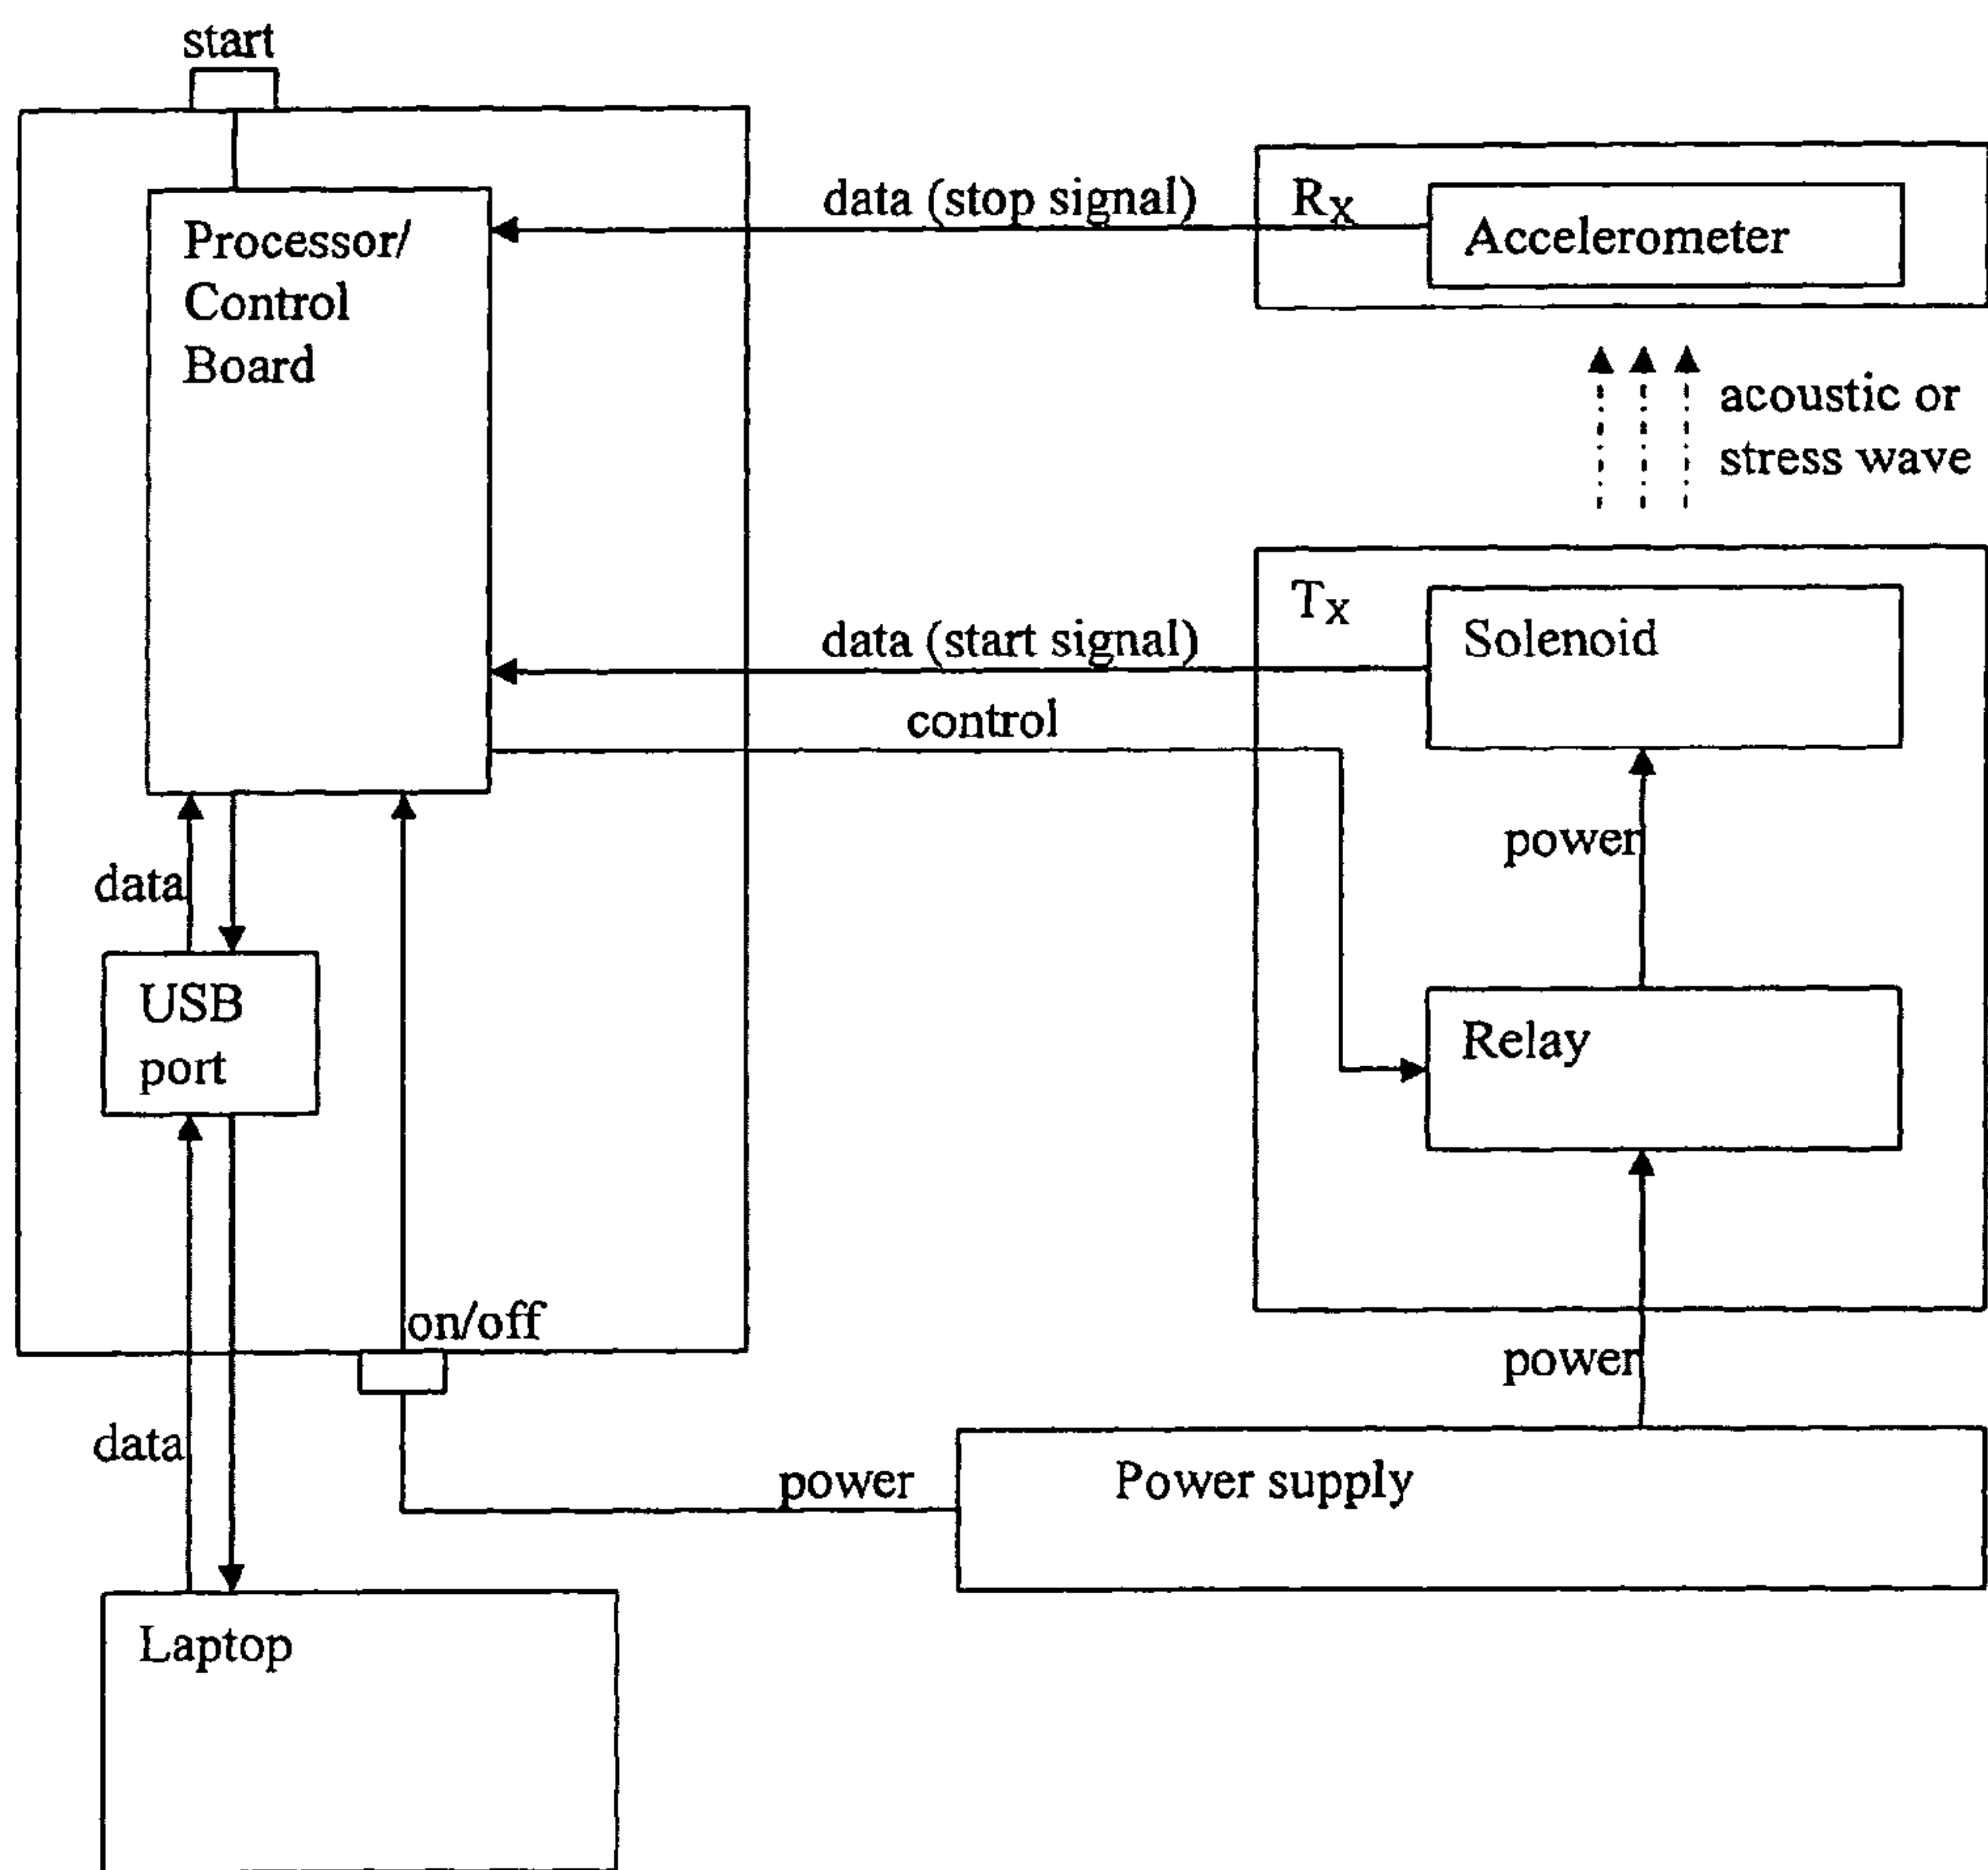 start
Processor/
Control
Board
data (stop signal)
Rx
Accelerometer
acoustic or
stress wave
Tx
Solenoid
data (start signal)
control
power
data
USB
port
Relay
on/off
power
data
power
Power supply
Laptop